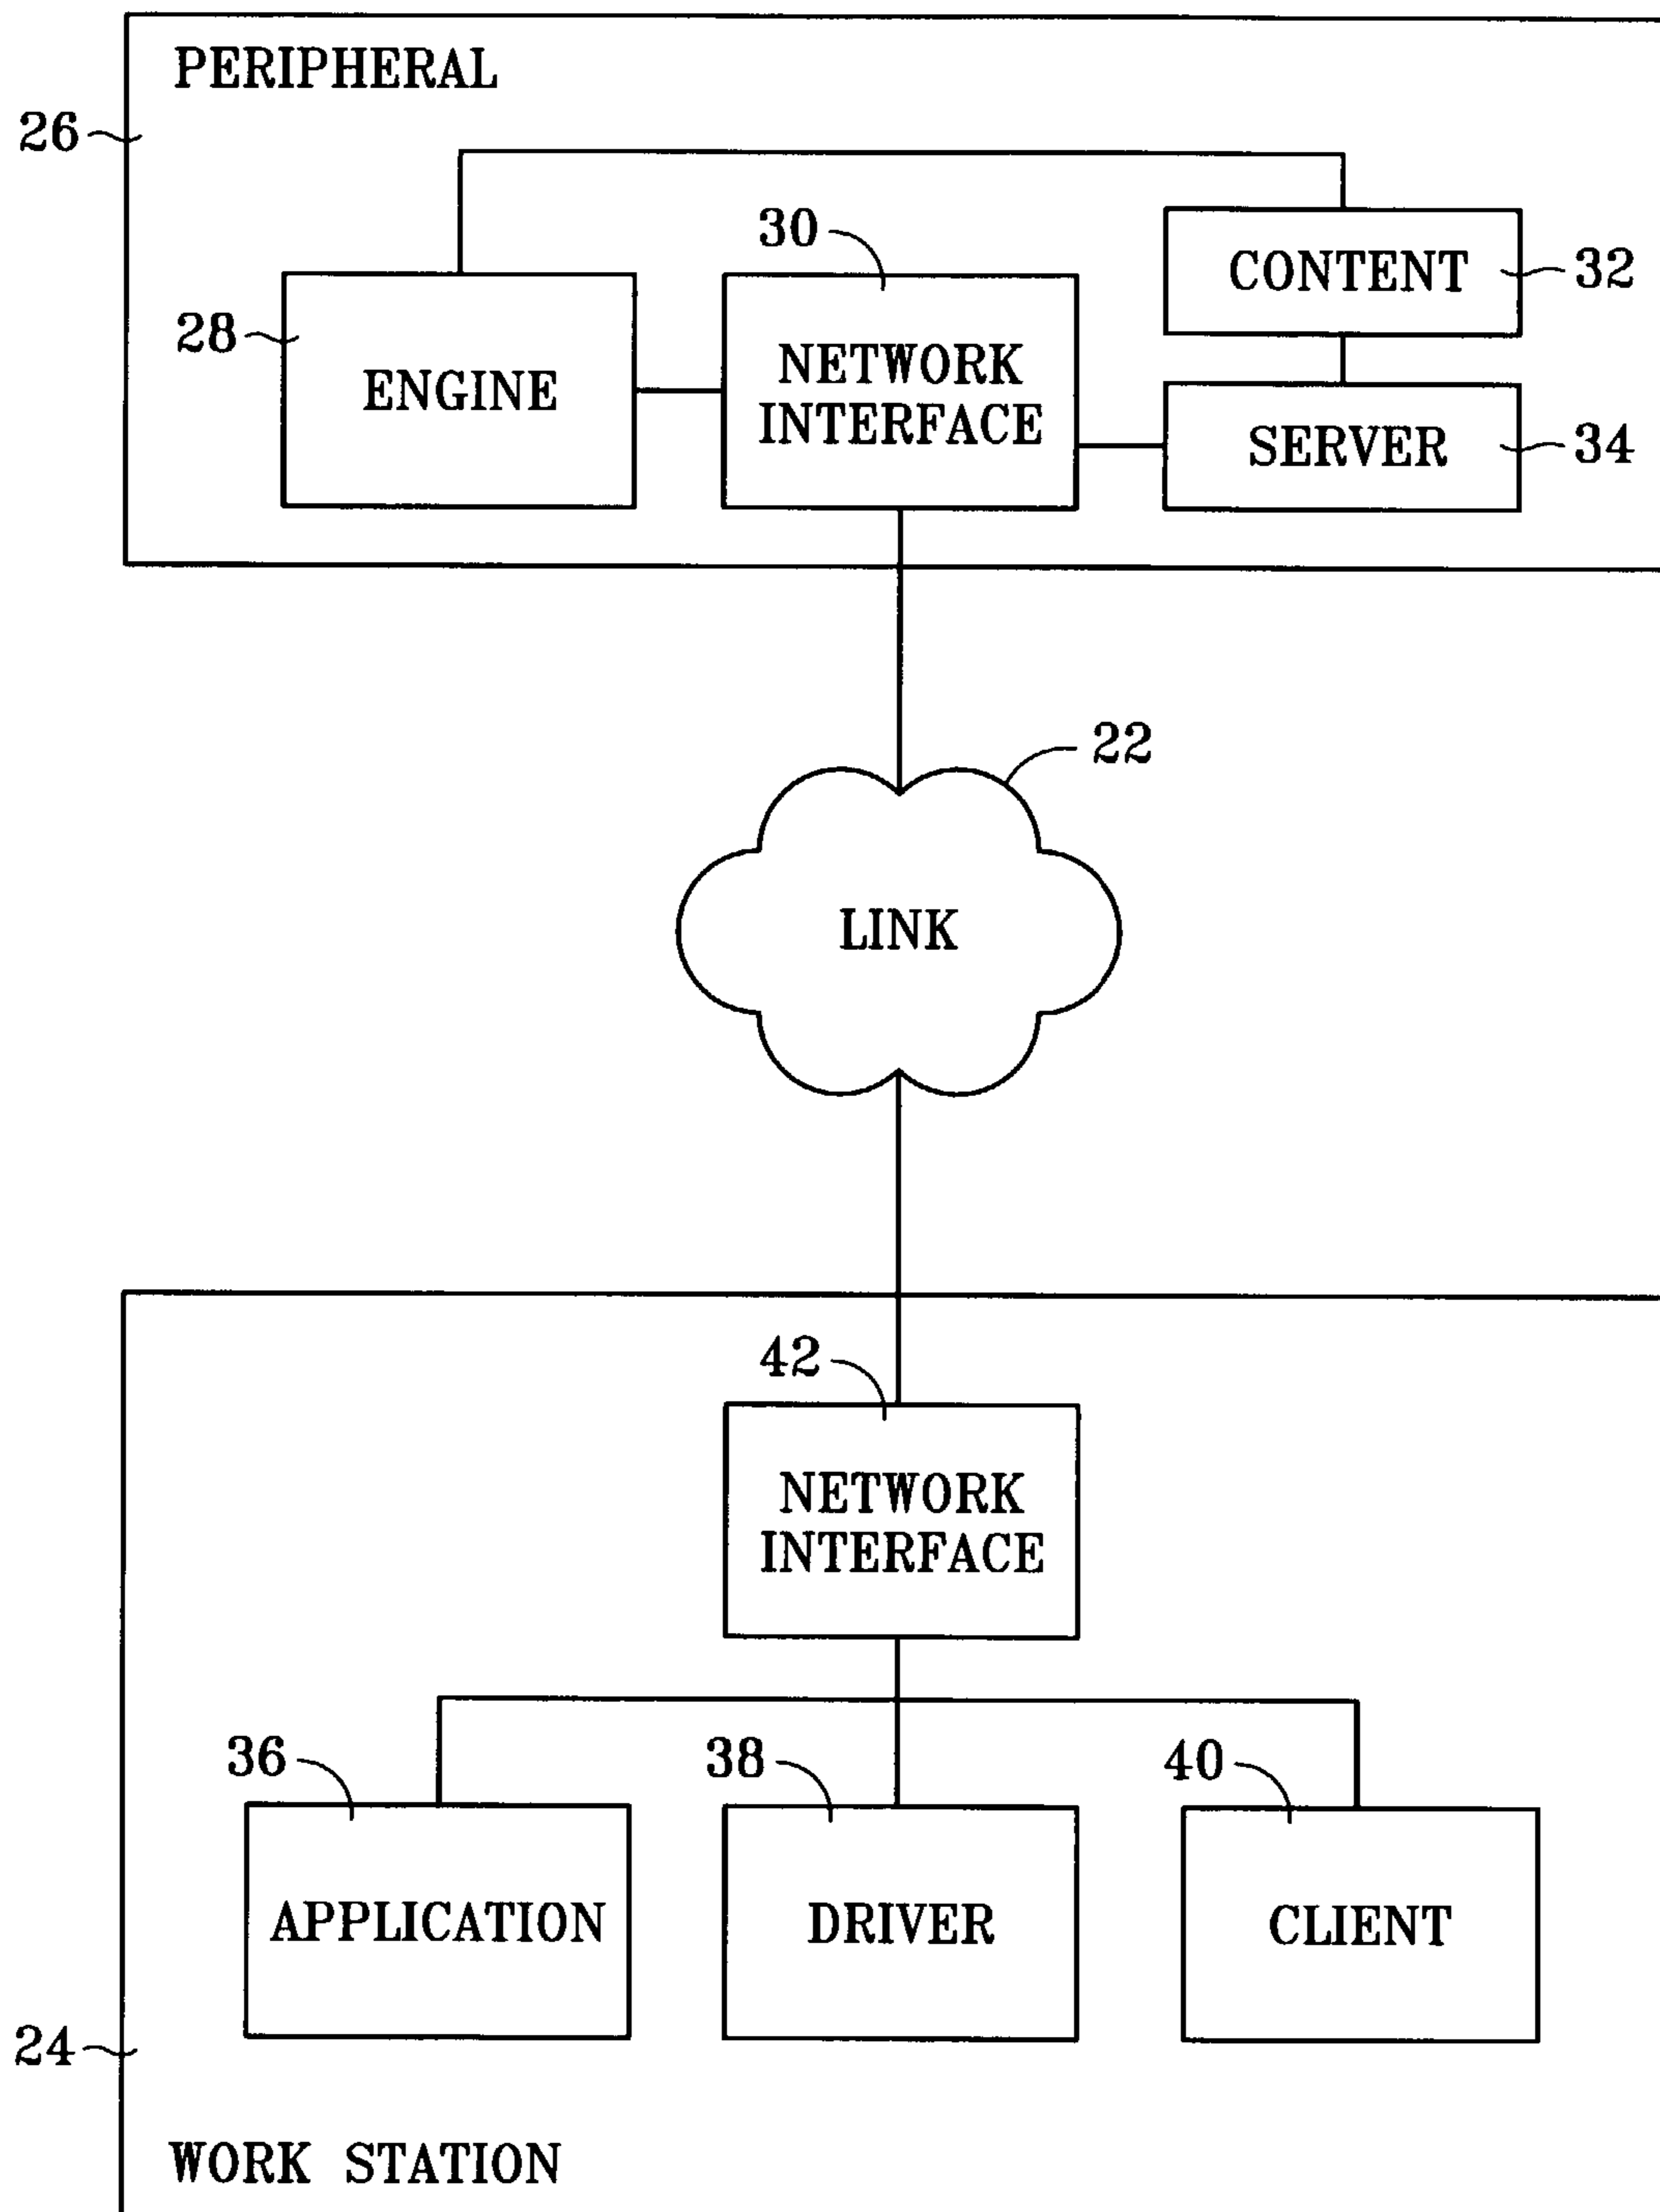 PERIPHERAL
26
30
CONTENT
32
28
ENGINE
NETWORK
INTERFACE
SERVER
34
22
LINK
42
NETWORK
INTERFACE
36
38
40
APPLICATION
DRIVER
CLIENT
24
WORK STATION